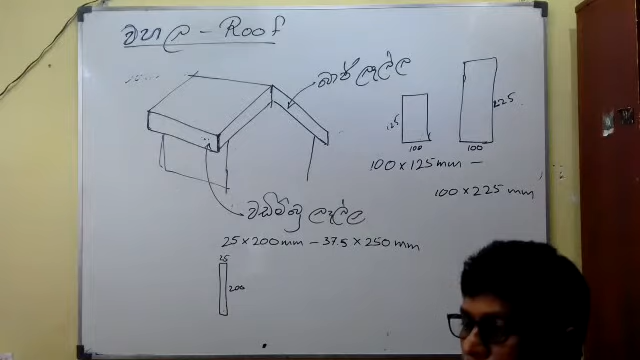 වහල - Roof
බාජ් ලෑල්ල
125
100
225
100
100 x 125 mm -
100 x 225 mm
වඩිම්බු ලෑල්ල
25 x 200 mm - 37.5 x 250 mm
25
200